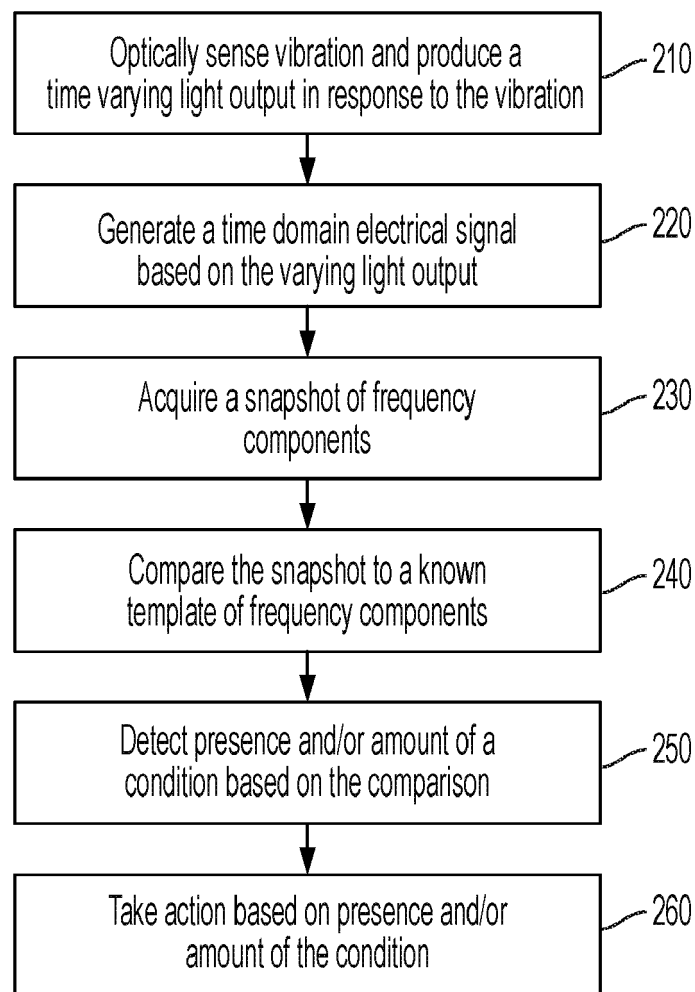 Optically sense vibration and produce a
time varying light output in response to the vibration
210
Generate a time domain electrical signal
based on the varying light output
220
Acquire a snapshot of frequency
components
230
Compare the snapshot to a known
template of frequency components
240
Detect presence and/or amount of a
condition based on the comparison
250
Take action based on presence and/or
amount of the condition
260